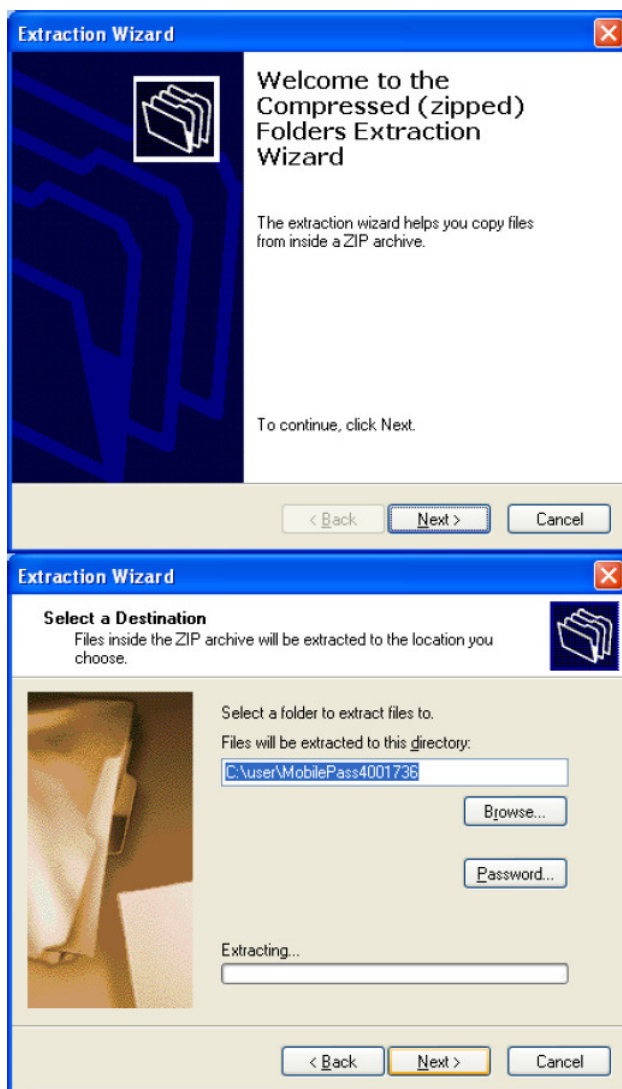 Extraction Wizard
Welcome to the
Compressed (zipped)
Folders Extraction
Wizard
The extraction wizard helps you copy files
from inside a ZIP archive.
To continue, click Next.
< Back
Next >
Cancel
Extraction Wizard
Select a Destination
Files inside the ZIP archive will be extracted to the location you
choose.
Select a folder to extract files to.
Files will be extracted to this directory:
C:\user\MobilePass4001736
Browse...
Password...
Extracting...
< Back
Next >
Cancel